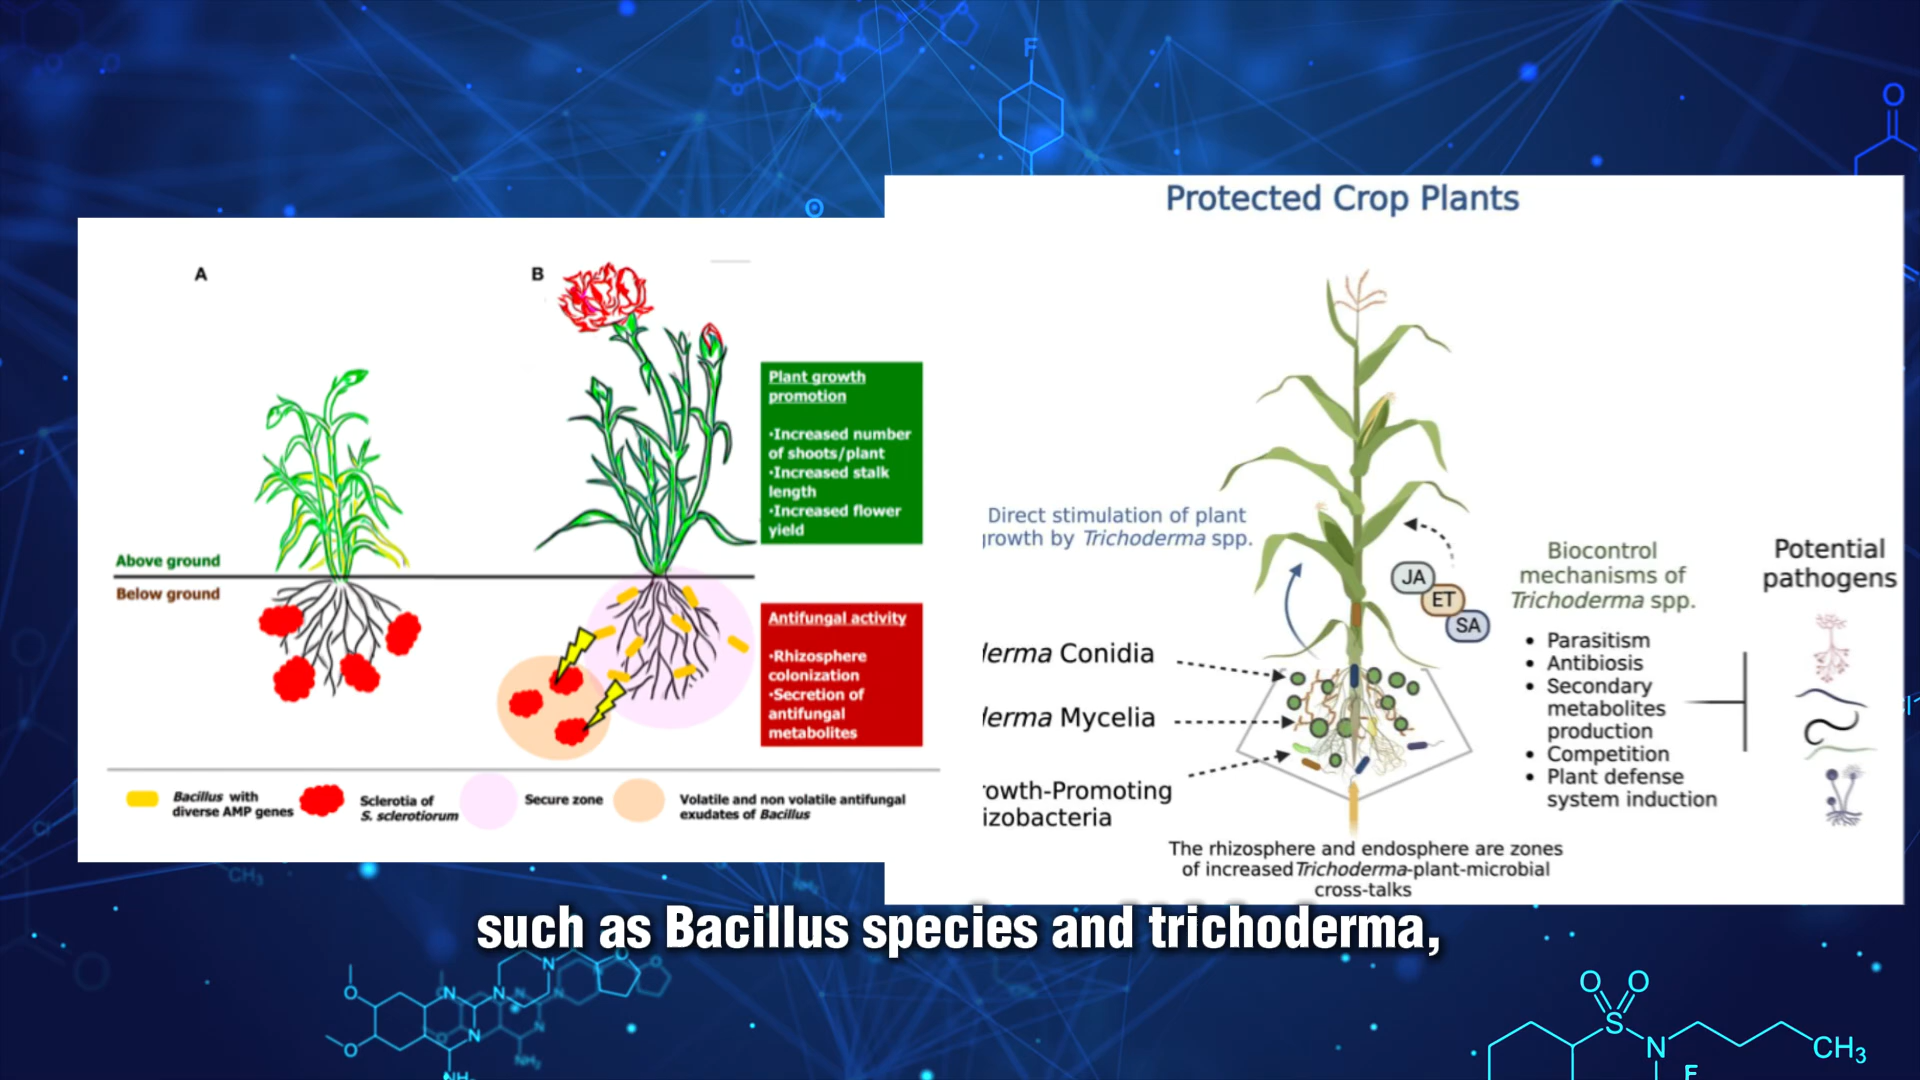 A
B
Plant growth
promotion
•Increased number
of shoots/plant
•Increased stalk
length
•Increased flower
yield
Above ground
Below ground
Antifungal activity
•Rhizosphere
colonization
•Secretion of
antifungal
metabolites
Bacillus with
diverse AMP genes
Sclerotia of
S. sclerotiorum
Secure zone
Volatile and non volatile antifungal
exudates of Bacillus
Protected Crop Plants
Direct stimulation of plant
growth by Trichoderma spp.
JA
ET
SA
derma Conidia
derma Mycelia
owth-Promoting
izobacteria
Biocontrol
mechanisms of
Trichoderma spp.
• Parasitism
• Antibiosis
• Secondary
metabolites
production
• Competition
• Plant defense
system induction
Potential
pathogens
The rhizosphere and endosphere are zones
of increased Trichoderma-plant-microbial
cross-talks
such as Bacillus species and trichoderma,
F
O
O
CH3
O
O
N
N
N
O
NH2
O
O
S
N
CH3
F